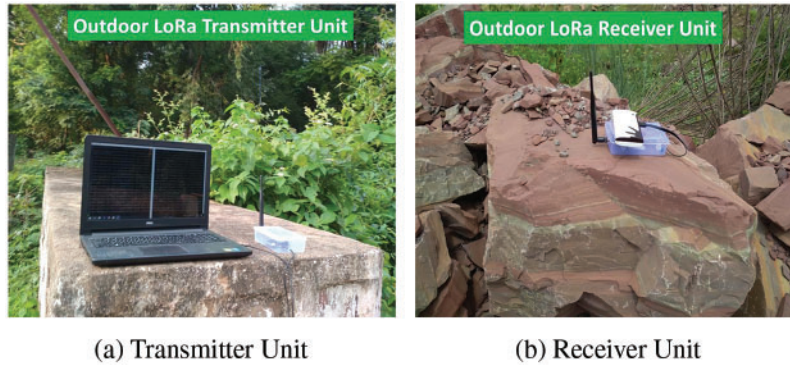 Outdoor LoRa Transmitter Unit
Outdoor LoRa Receiver Unit
(a) Transmitter Unit
(b) Receiver Unit